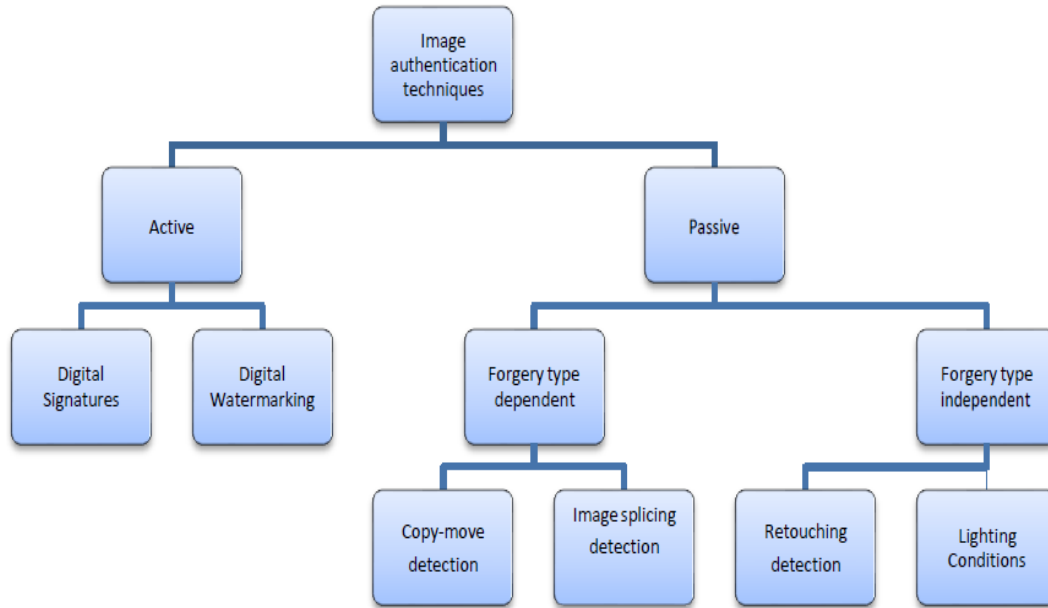 Image
authentication
techniques
Active
Passive
Digital
Signatures
Digital
Watermarking
Forgery type
dependent
Forgery type
independent
Copy-move
detection
Image splicing
detection
Retouching
detection
Lighting
Conditions